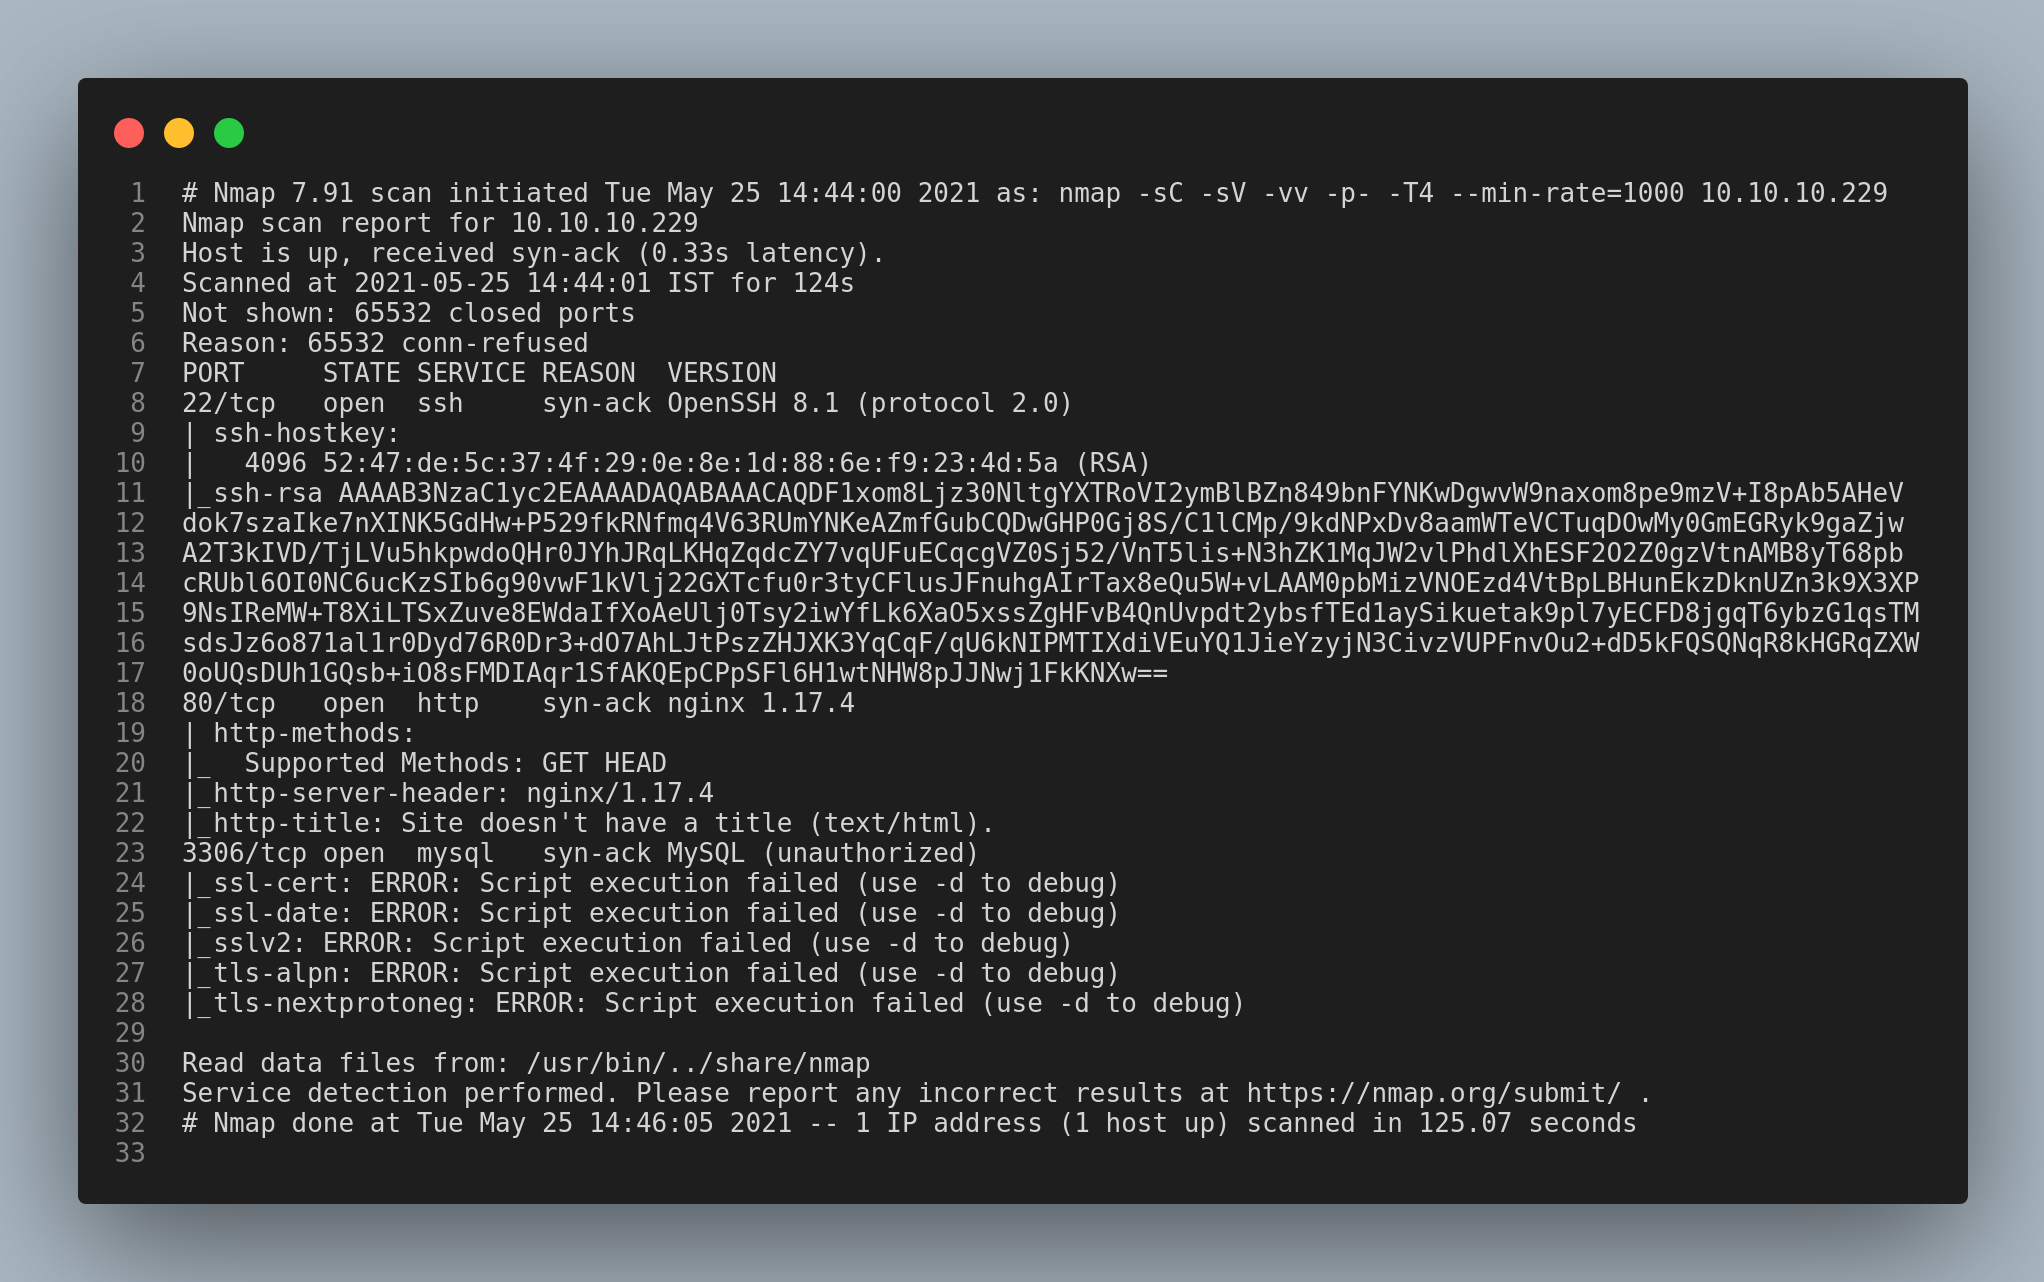 1 # Nmap 7.91 scan initiated Tue May 25 14:44:00 2021 as: nmap -sC -sV -vv -p- -T4 --min-rate=1000 10.10.10.229
2 Nmap scan report for 10.10.10.229
3 Host is up, received syn-ack (0.33s latency).
4 Scanned at 2021-05-25 14:44:01 IST for 124s
5 Not shown: 65532 closed ports
6 Reason: 65532 conn-refused
7 PORT     STATE SERVICE REASON  VERSION
8 22/tcp   open  ssh     syn-ack OpenSSH 8.1 (protocol 2.0)
9 | ssh-hostkey:
10 |   4096 52:47:de:5c:37:4f:29:0e:8e:1d:88:6e:f9:23:4d:5a (RSA)
11 |_ssh-rsa AAAAB3NzaC1yc2EAAAADAQABAAACAQDF1xom8Ljz30NltgYXTRoVI2ymBlBZn849bnFYNKwDgwvW9naxom8pe9mzV+I8pAb5AHeV
12 dok7szaIke7nXINK5GdHw+P529fkRNfmq4V63RUmYNKeAZmfGubCQDwGHP0Gj8S/C1lCMp/9kdNPxDv8aamWTeVCTuqDOwMy0GmEGRyk9gaZjw
13 A2T3kIVD/TjLVu5hkpwdoQHr0JYhJRqLKHqZqdcZY7vqUFuECqcgVZ0Sj52/VnT5lis+N3hZK1MqJW2vlPhdlXhESF2O2Z0gzVtnAMB8yT68pb
14 cRUbl6OI0NC6ucKzSIb6g90vwF1kVlj22GXTcfu0r3tyCFlusJFnuhgAIrTax8eQu5W+vLAAM0pbMizVNOEzd4VtBpLBHunEkzDknUZn3k9X3XP
15 9NsIReMW+T8XiLTSxZuve8EWdaIfXoAeUlj0Tsy2iwYfLk6XaO5xssZgHFvB4QnUvpdt2ybsfTEd1aySikuetak9pl7yECFD8jgqT6ybzG1qsTM
16 sdsJz6o871al1r0Dyd76R0Dr3+dO7AhLJtPszZHJXK3YqCqF/qU6kNIPMTIXdiVEuYQ1JieYzyjN3CivzVUPFnvOu2+dD5kFQSQNqR8kHGRqZXW
17 0oUQsDUh1GQsb+iO8sFMDIAqr1SfAKQEpCPpSFl6H1wtNHW8pJJNwj1FkKNXw==
18 80/tcp   open  http    syn-ack nginx 1.17.4
19 | http-methods:
20 |_  Supported Methods: GET HEAD
21 |_http-server-header: nginx/1.17.4
22 |_http-title: Site doesn't have a title (text/html).
23 3306/tcp open  mysql   syn-ack MySQL (unauthorized)
24 |_ssl-cert: ERROR: Script execution failed (use -d to debug)
25 |_ssl-date: ERROR: Script execution failed (use -d to debug)
26 |_sslv2: ERROR: Script execution failed (use -d to debug)
27 |_tls-alpn: ERROR: Script execution failed (use -d to debug)
28 |_tls-nextprotoneg: ERROR: Script execution failed (use -d to debug)
29
30 Read data files from: /usr/bin/../share/nmap
31 Service detection performed. Please report any incorrect results at https://nmap.org/submit/ .
32 # Nmap done at Tue May 25 14:46:05 2021 -- 1 IP address (1 host up) scanned in 125.07 seconds
33